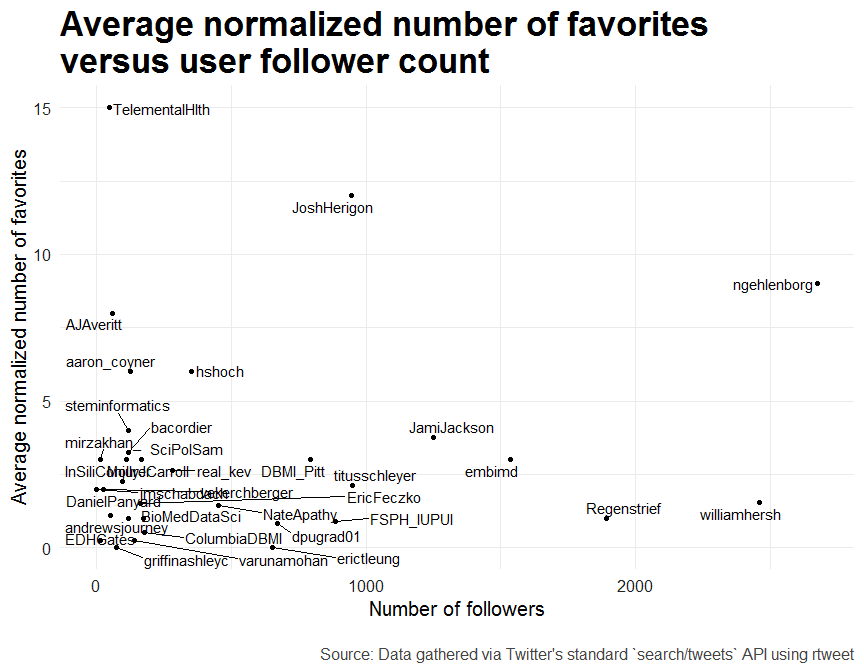 Average normalized number of favorites
versus user follower count
Average normalized number of favorites
15
10
5
0
TelementalHlth
JoshHerigon
ngehlenborg
AJAveritt
aaron_coyner
hshoch
steminformatics
bacordier
JamiJackson
mirzakhan_
SciPolSam
real_kev
DBMI_Pitt
embimd
titusschleyer
vekerchberger
DanielPanyard
EricFeczko
Regenstrief
williamhersh
BioMedDataSci
NateApathy
FSPH_IUPUI
andrewsjourney
dpugrad01
EDHGates
ColumbiaDBMI
griffinashleyc
varunamohan
erictleung
0
1000
2000
Number of followers
Source: Data gathered via Twitter's standard `search/tweets` API using rtweet